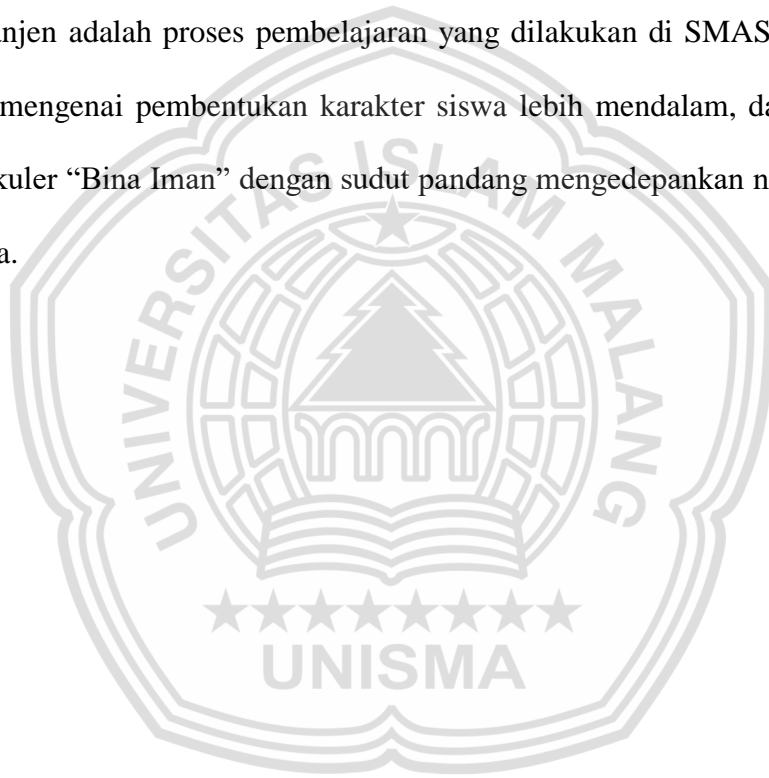 anjen adalah proses pembelajaran yang dilakukan di SMAS
mengenai pembentukan karakter siswa lebih mendalam, da
kuler “Bina Iman” dengan sudut pandang mengedepankan n
a.
UNIVERSITAS ISLAM MALANG
UNISMA